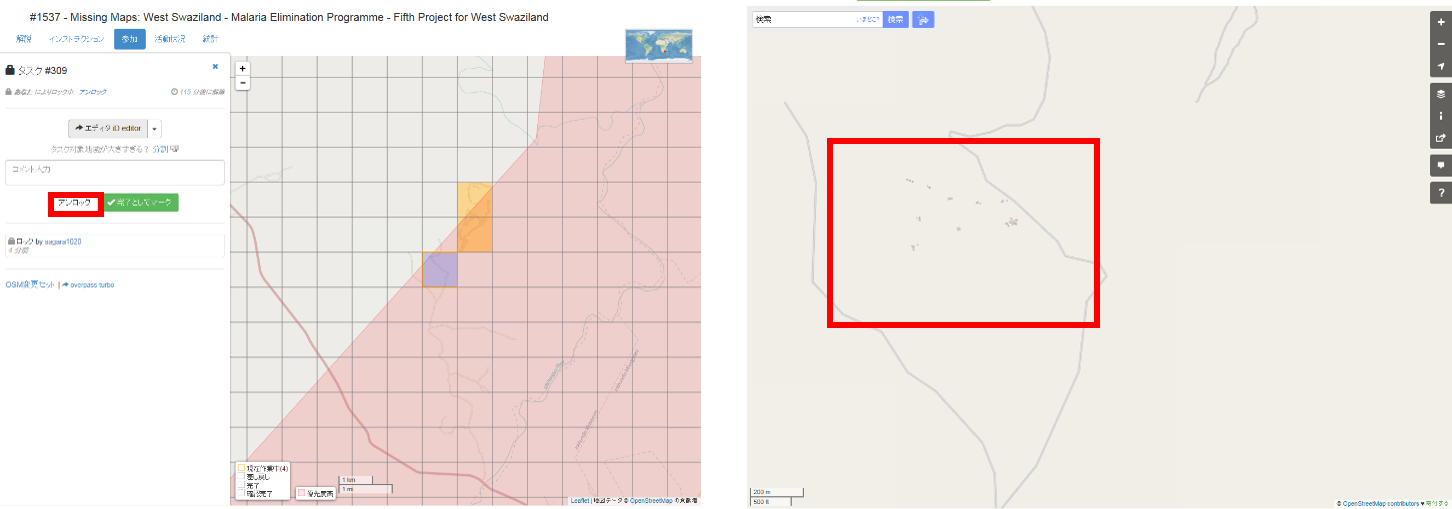 #1537 - Missing Maps: West Swaziland - Malaria Elimination Programme - Fifth Project for West Swaziland
解説 インストラクション 参加 活動状況 統計
タスク #309
あなた によりロック中 アンロック 115 分後に解除
エディタ iD editor
タスク対象地域が大きすぎる? 分割
コメント入力
アンロック 完了としてマーク
ロック by sagara1020
4 分前
OSM変更セット | overpass turbo
+
−
現在作業中(4)
差し戻し
完了
確認完了
優先度高
1 km
1 mi
Leaflet | 地図データ © OpenStreetMap の貢献者
検索 いまどこ? 検索
+
−
i
?
200 m
500 ft
© OpenStreetMap contributors ♥ 寄付する